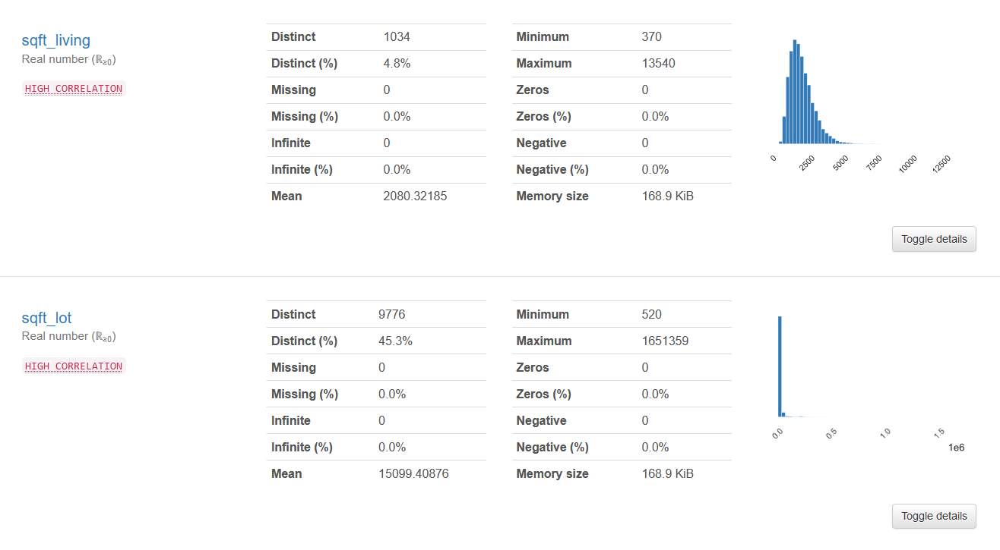 sqft_living
Real number (ℝ≥0)
HIGH CORRELATION
Distinct 1034
Distinct (%) 4.8%
Missing 0
Missing (%) 0.0%
Infinite 0
Infinite (%) 0.0%
Mean 2080.32185
Minimum 370
Maximum 13540
Zeros 0
Zeros (%) 0.0%
Negative 0
Negative (%) 0.0%
Memory size 168.9 KiB
0 2500 5000 7500 10000 12500
Toggle details
sqft_lot
Real number (ℝ≥0)
HIGH CORRELATION
Distinct 9776
Distinct (%) 45.3%
Missing 0
Missing (%) 0.0%
Infinite 0
Infinite (%) 0.0%
Mean 15099.40876
Minimum 520
Maximum 1651359
Zeros 0
Zeros (%) 0.0%
Negative 0
Negative (%) 0.0%
Memory size 168.9 KiB
0.0 0.5 1.0 1.5
1e6
Toggle details